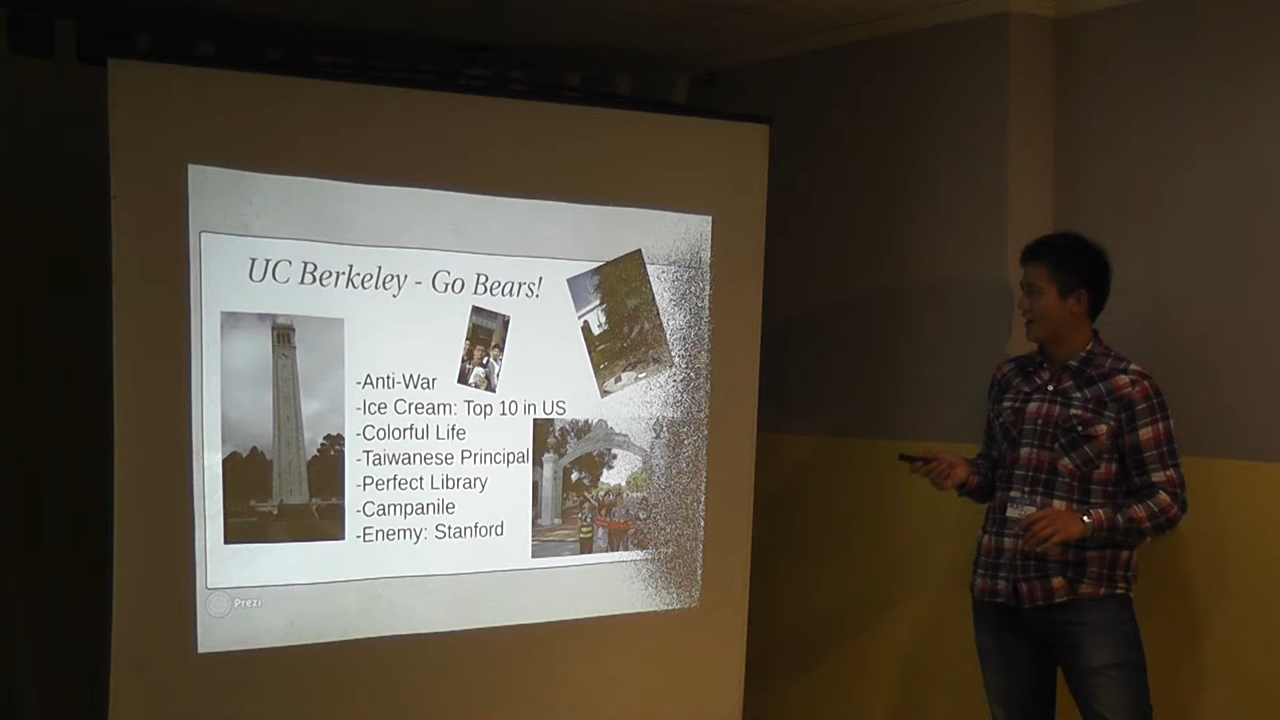 UC Berkeley - Go Bears!
-Anti-War
-Ice Cream: Top 10 in US
-Colorful Life
-Taiwanese Principal
-Perfect Library
-Campanile
-Enemy: Stanford
Prezi